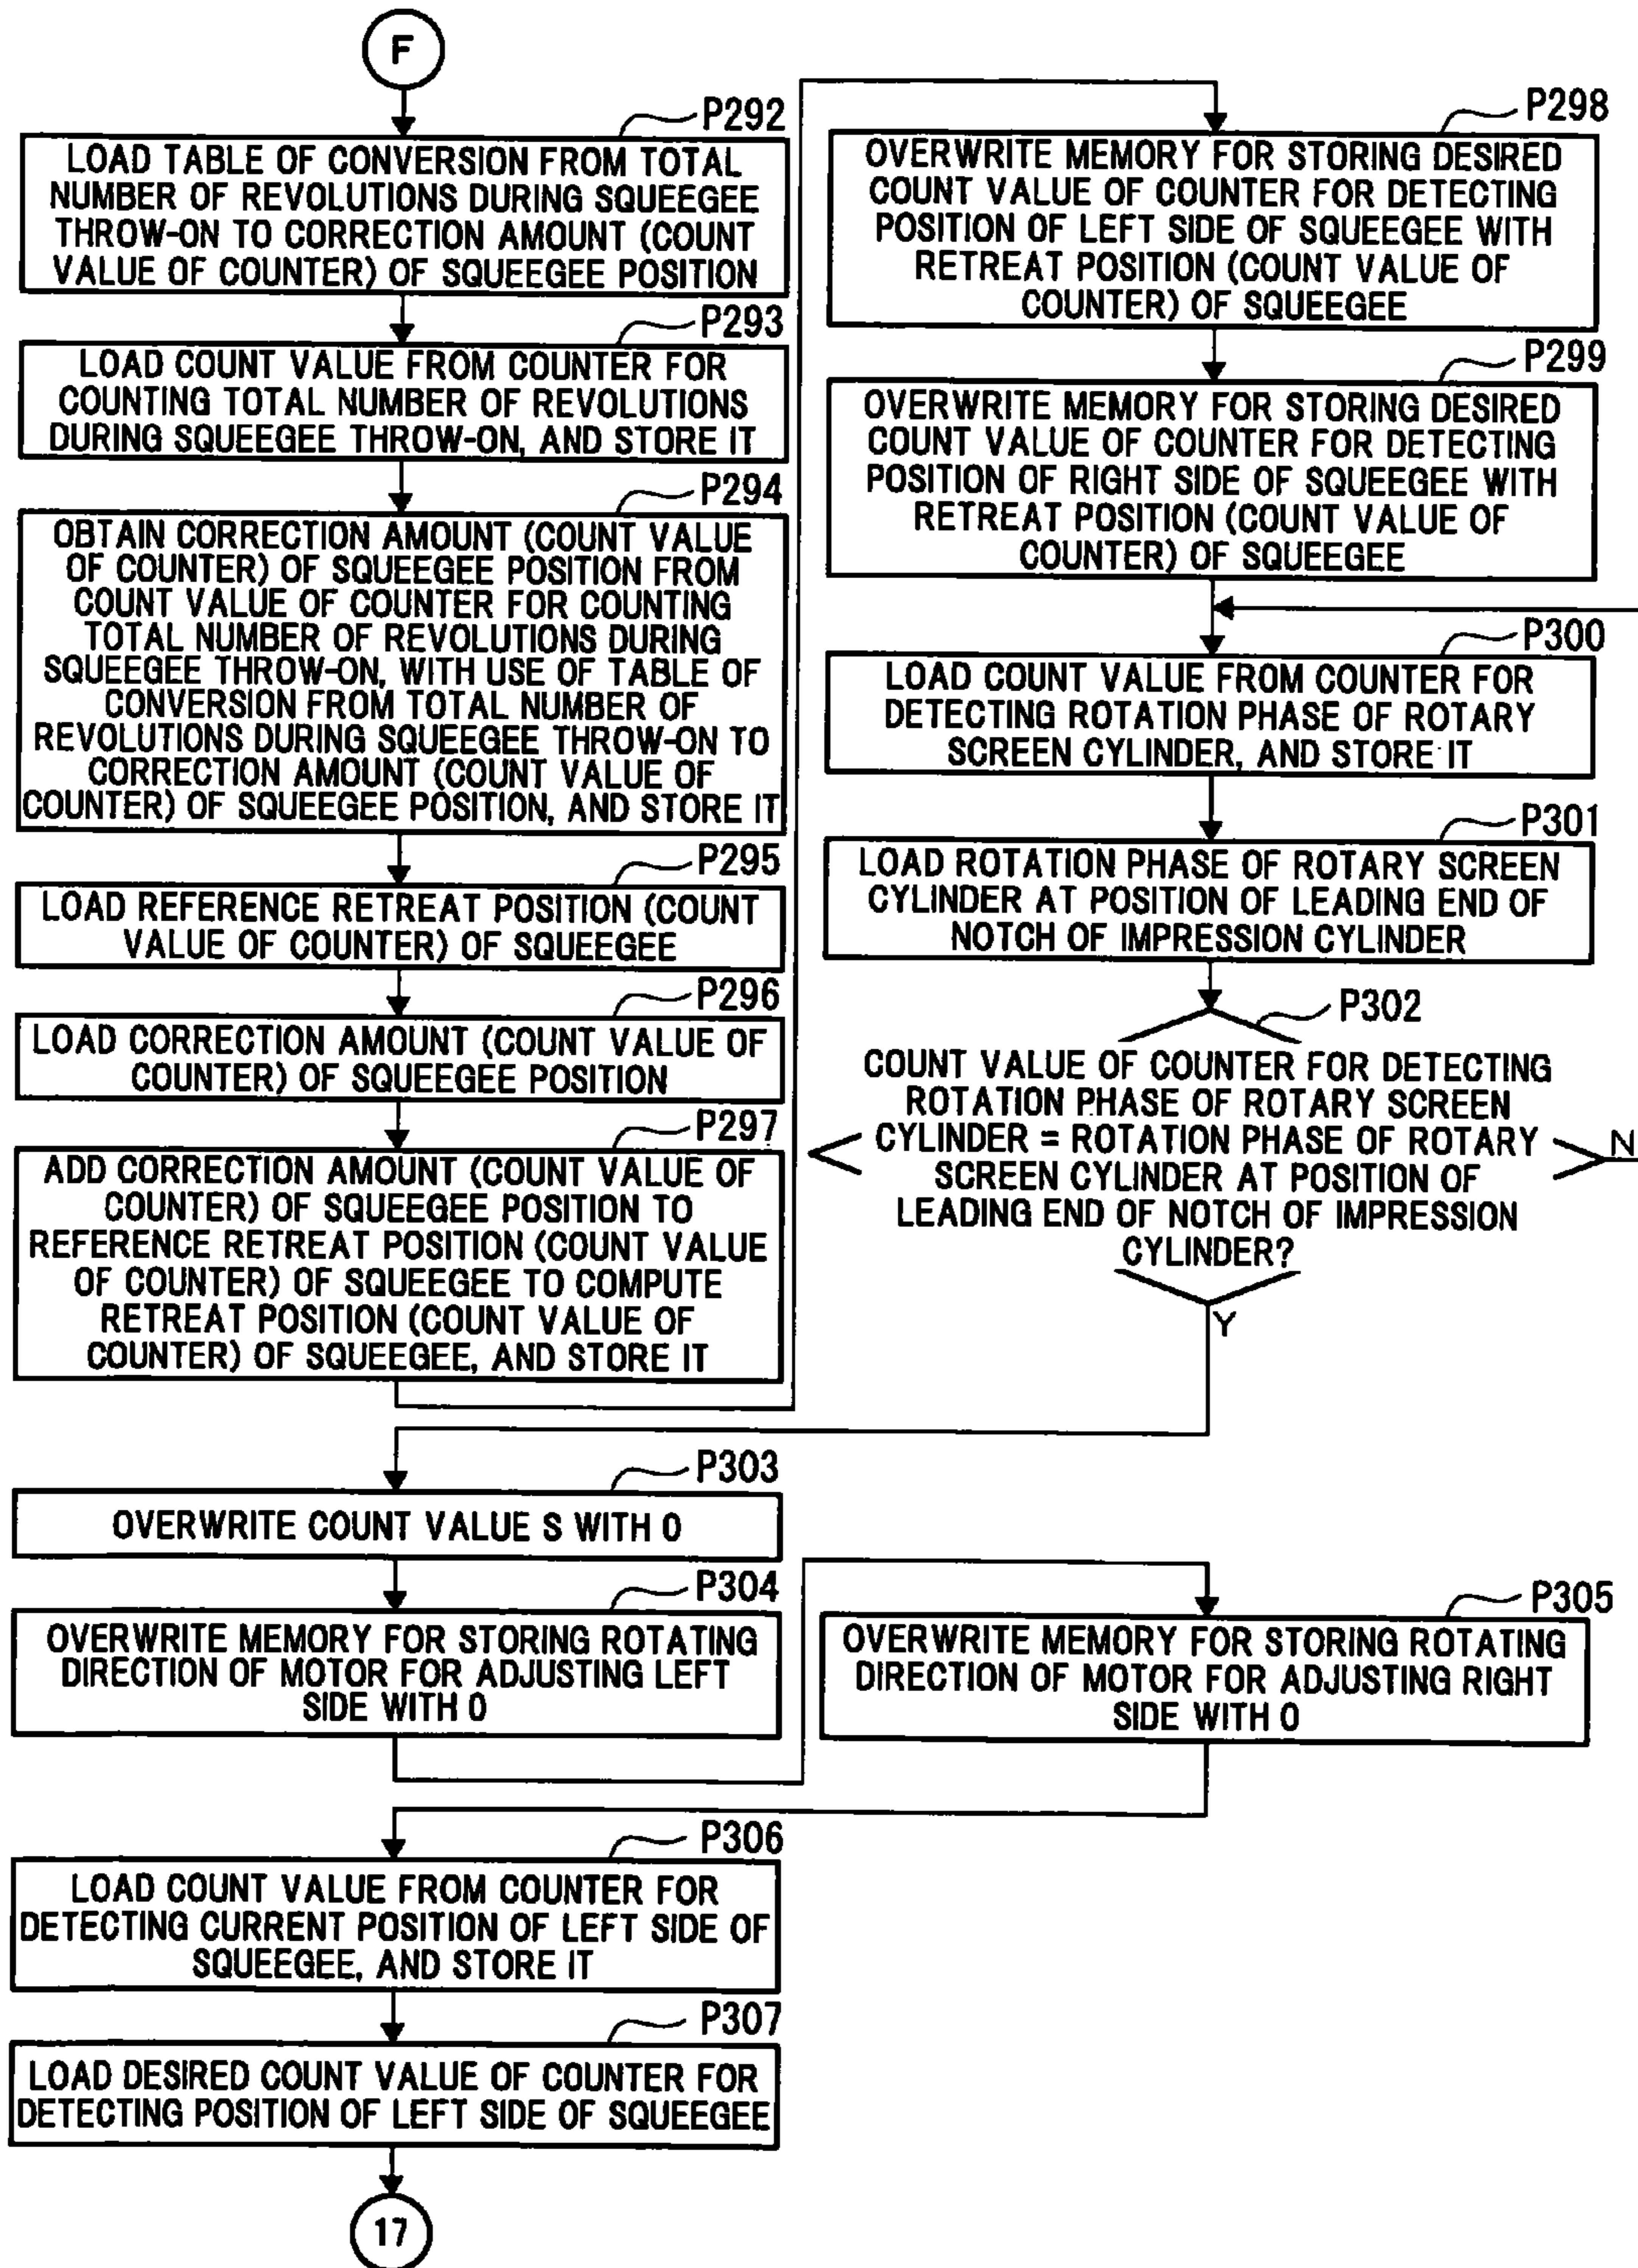 F
P292
LOAD TABLE OF CONVERSION FROM TOTAL
NUMBER OF REVOLUTIONS DURING SQUEEGEE
THROW-ON TO CORRECTION AMOUNT (COUNT
VALUE OF COUNTER) OF SQUEEGEE POSITION
P293
LOAD COUNT VALUE FROM COUNTER FOR
COUNTING TOTAL NUMBER OF REVOLUTIONS
DURING SQUEEGEE THROW-ON, AND STORE IT
P294
OBTAIN CORRECTION AMOUNT (COUNT VALUE
OF COUNTER) OF SQUEEGEE POSITION FROM
COUNT VALUE OF COUNTER FOR COUNTING
TOTAL NUMBER OF REVOLUTIONS DURING
SQUEEGEE THROW-ON, WITH USE OF TABLE OF
CONVERSION FROM TOTAL NUMBER OF
REVOLUTIONS DURING SQUEEGEE THROW-ON TO
CORRECTION AMOUNT (COUNT VALUE OF
COUNTER) OF SQUEEGEE POSITION, AND STORE IT
P295
LOAD REFERENCE RETREAT POSITION (COUNT
VALUE OF COUNTER) OF SQUEEGEE
P296
LOAD CORRECTION AMOUNT (COUNT VALUE OF
COUNTER) OF SQUEEGEE POSITION
P297
ADD CORRECTION AMOUNT (COUNT VALUE OF
COUNTER) OF SQUEEGEE POSITION TO
REFERENCE RETREAT POSITION (COUNT VALUE
OF COUNTER) OF SQUEEGEE TO COMPUTE
RETREAT POSITION (COUNT VALUE OF
COUNTER) OF SQUEEGEE, AND STORE IT
P298
OVERWRITE MEMORY FOR STORING DESIRED
COUNT VALUE OF COUNTER FOR DETECTING
POSITION OF LEFT SIDE OF SQUEEGEE WITH
RETREAT POSITION (COUNT VALUE OF
COUNTER) OF SQUEEGEE
P299
OVERWRITE MEMORY FOR STORING DESIRED
COUNT VALUE OF COUNTER FOR DETECTING
POSITION OF RIGHT SIDE OF SQUEEGEE WITH
RETREAT POSITION (COUNT VALUE OF
COUNTER) OF SQUEEGEE
P300
LOAD COUNT VALUE FROM COUNTER FOR
DETECTING ROTATION PHASE OF ROTARY
SCREEN CYLINDER, AND STORE IT
P301
LOAD ROTATION PHASE OF ROTARY SCREEN
CYLINDER AT POSITION OF LEADING END OF
NOTCH OF IMPRESSION CYLINDER
P302
COUNT VALUE OF COUNTER FOR DETECTING
ROTATION PHASE OF ROTARY SCREEN
CYLINDER = ROTATION PHASE OF ROTARY
SCREEN CYLINDER AT POSITION OF
LEADING END OF NOTCH OF IMPRESSION
CYLINDER?
N
Y
P303
OVERWRITE COUNT VALUE S WITH 0
P304
OVERWRITE MEMORY FOR STORING ROTATING
DIRECTION OF MOTOR FOR ADJUSTING LEFT
SIDE WITH 0
P305
OVERWRITE MEMORY FOR STORING ROTATING
DIRECTION OF MOTOR FOR ADJUSTING RIGHT
SIDE WITH 0
P306
LOAD COUNT VALUE FROM COUNTER FOR
DETECTING CURRENT POSITION OF LEFT SIDE OF
SQUEEGEE, AND STORE IT
P307
LOAD DESIRED COUNT VALUE OF COUNTER FOR
DETECTING POSITION OF LEFT SIDE OF SQUEEGEE
17